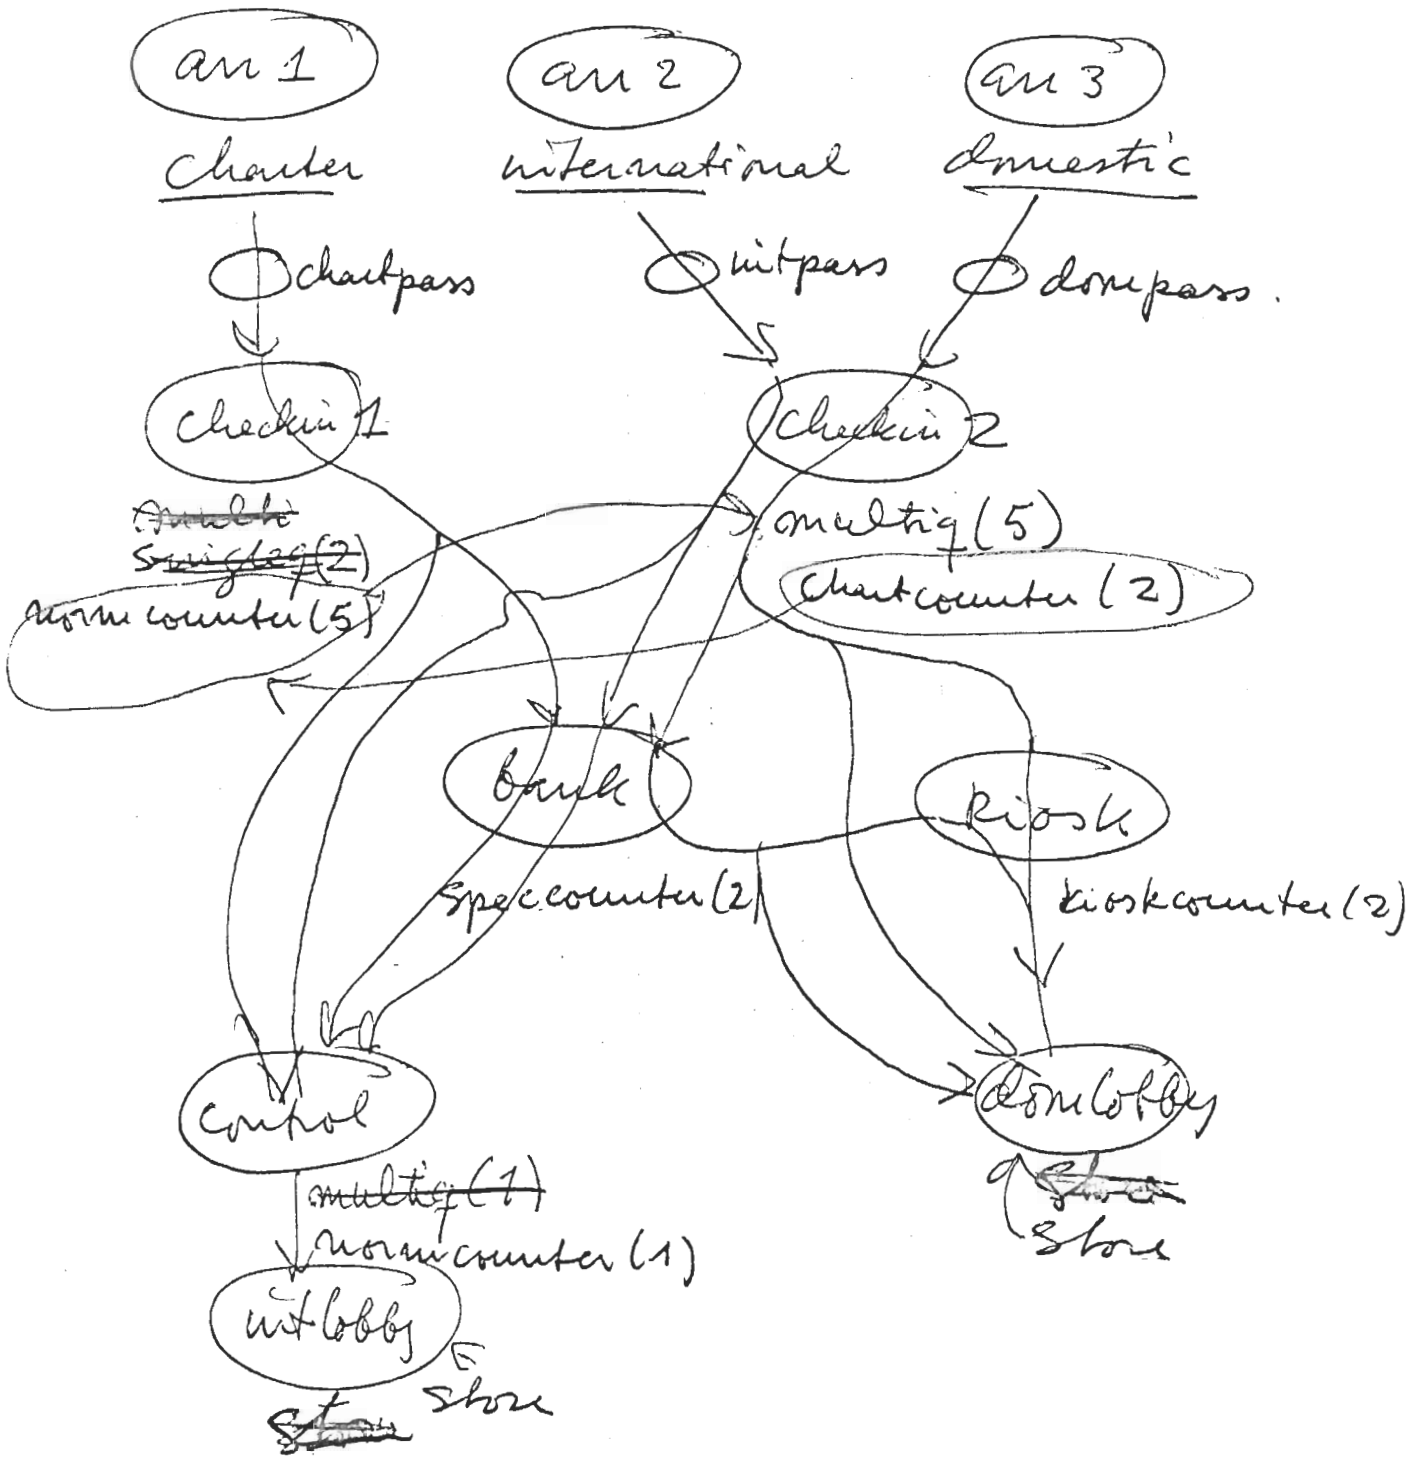 arr 1
arr 2
arr 3
charter
international
domestic
chartpass
intpass
dompass.
checkin 1
checkin 2
singleq(2)
multiq(5)
normcounter(5)
chartcounter(2)
bank
kiosk
speccounter(2)
kioskcounter(2)
control
domlobby
multiq(1)
store
normcounter(1)
intlobby
store